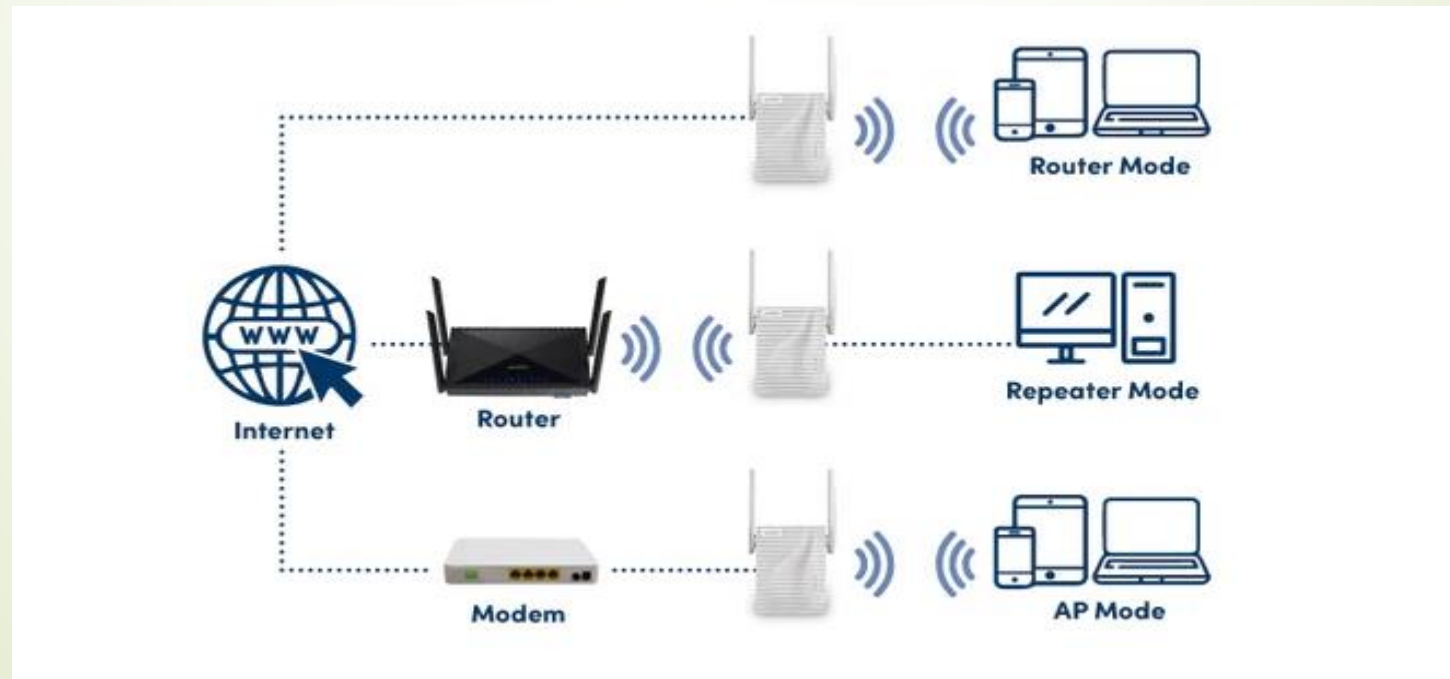 Router Mode
WWW
Internet
Router
Repeater Mode
Modem
AP Mode